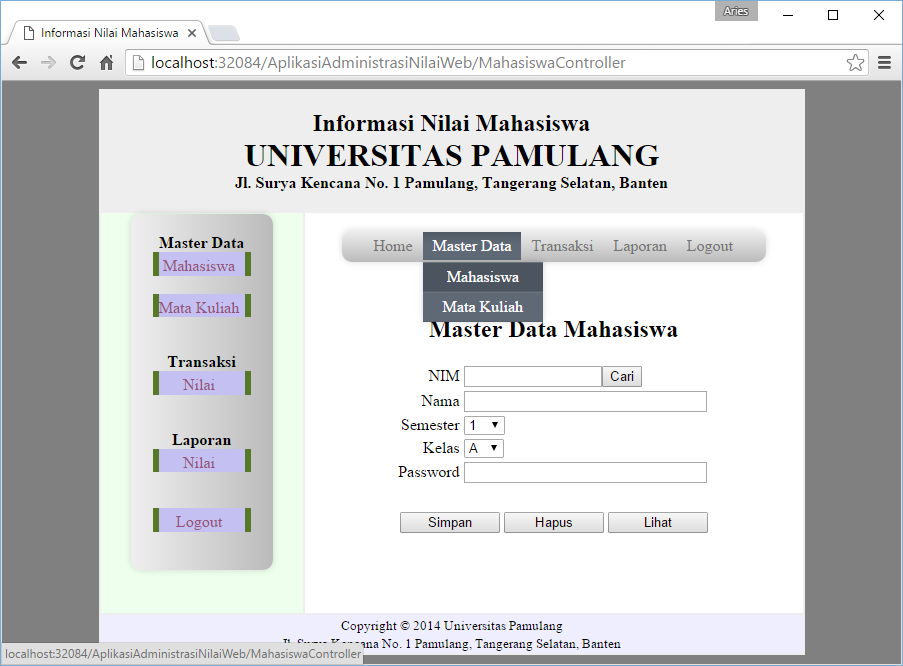 Aries
Informasi Nilai Mahasiswa
localhost:32084/AplikasiAdministrasiNilaiWeb/MahasiswaController
Informasi Nilai Mahasiswa
UNIVERSITAS PAMULANG
Jl. Surya Kencana No. 1 Pamulang, Tangerang Selatan, Banten
Master Data
Mahasiswa
Mata Kuliah
Transaksi
Nilai
Laporan
Nilai
Logout
Home Master Data Transaksi Laporan Logout
Mahasiswa
Mata Kuliah
Master Data Mahasiswa
NIM Cari
Nama
Semester 1
Kelas A
Password
Simpan Hapus Lihat
Copyright © 2014 Universitas Pamulang
Jl. Surya Kencana No. 1 Pamulang, Tangerang Selatan, Banten
localhost:32084/AplikasiAdministrasiNilaiWeb/MahasiswaController